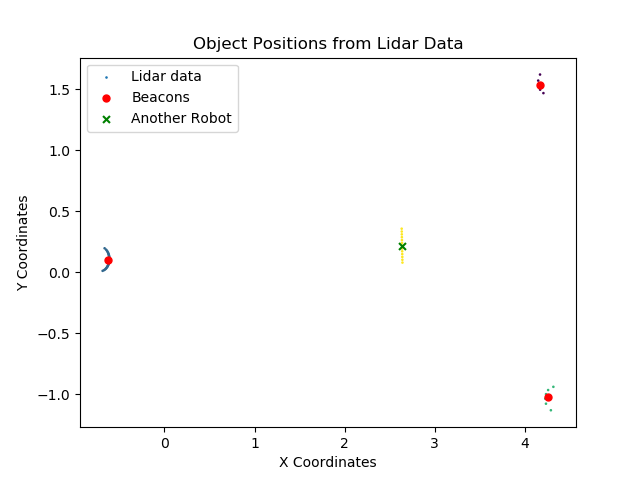 Object Positions from Lidar Data
Lidar data
Beacons
Another Robot
1.5
1.0
0.5
0.0
−0.5
−1.0
Y Coordinates
0 1 2 3 4
X Coordinates